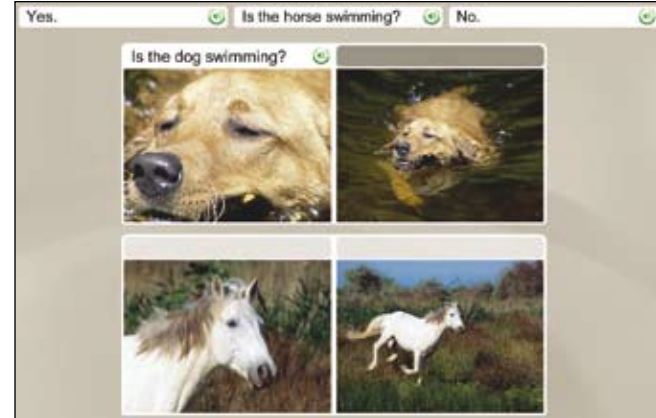 Yes.
Is the horse swimming?
No.
Is the dog swimming?